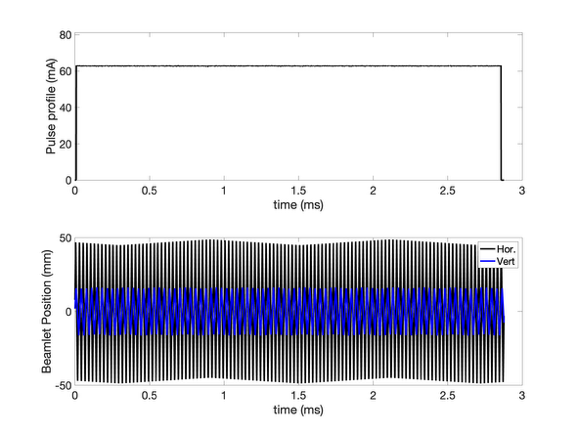 80
60
40
20
0
Pulse profile (mA)
0 0.5 1 1.5 2 2.5 3
time (ms)
50
0
-50
Beamlet Position (mm)
Hor.
Vert
0 0.5 1 1.5 2 2.5 3
time (ms)